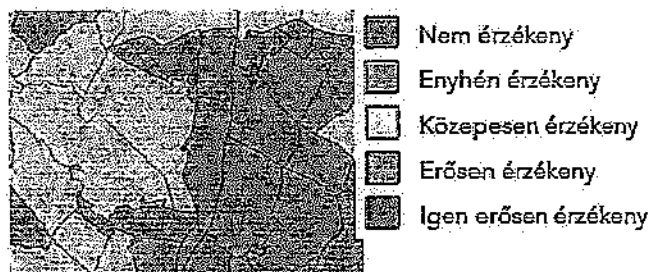 Nem érzékeny
Enyhén érzékeny
Közepesen érzékeny
Erősen érzékeny
Igen erősen érzékeny